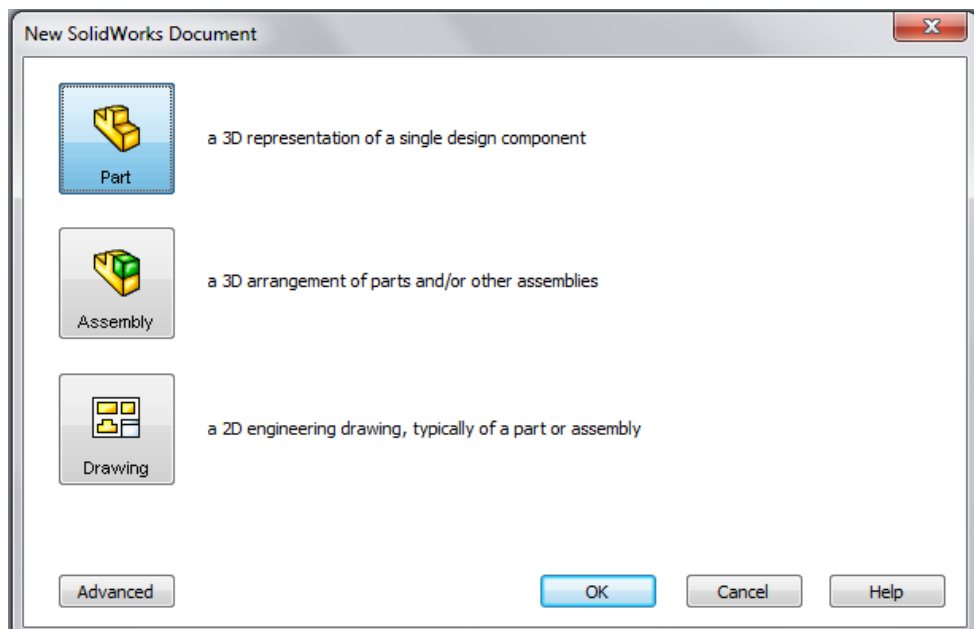 New SolidWorks Document
Part
a 3D representation of a single design component
Assembly
a 3D arrangement of parts and/or other assemblies
Drawing
a 2D engineering drawing, typically of a part or assembly
Advanced
OK
Cancel
Help